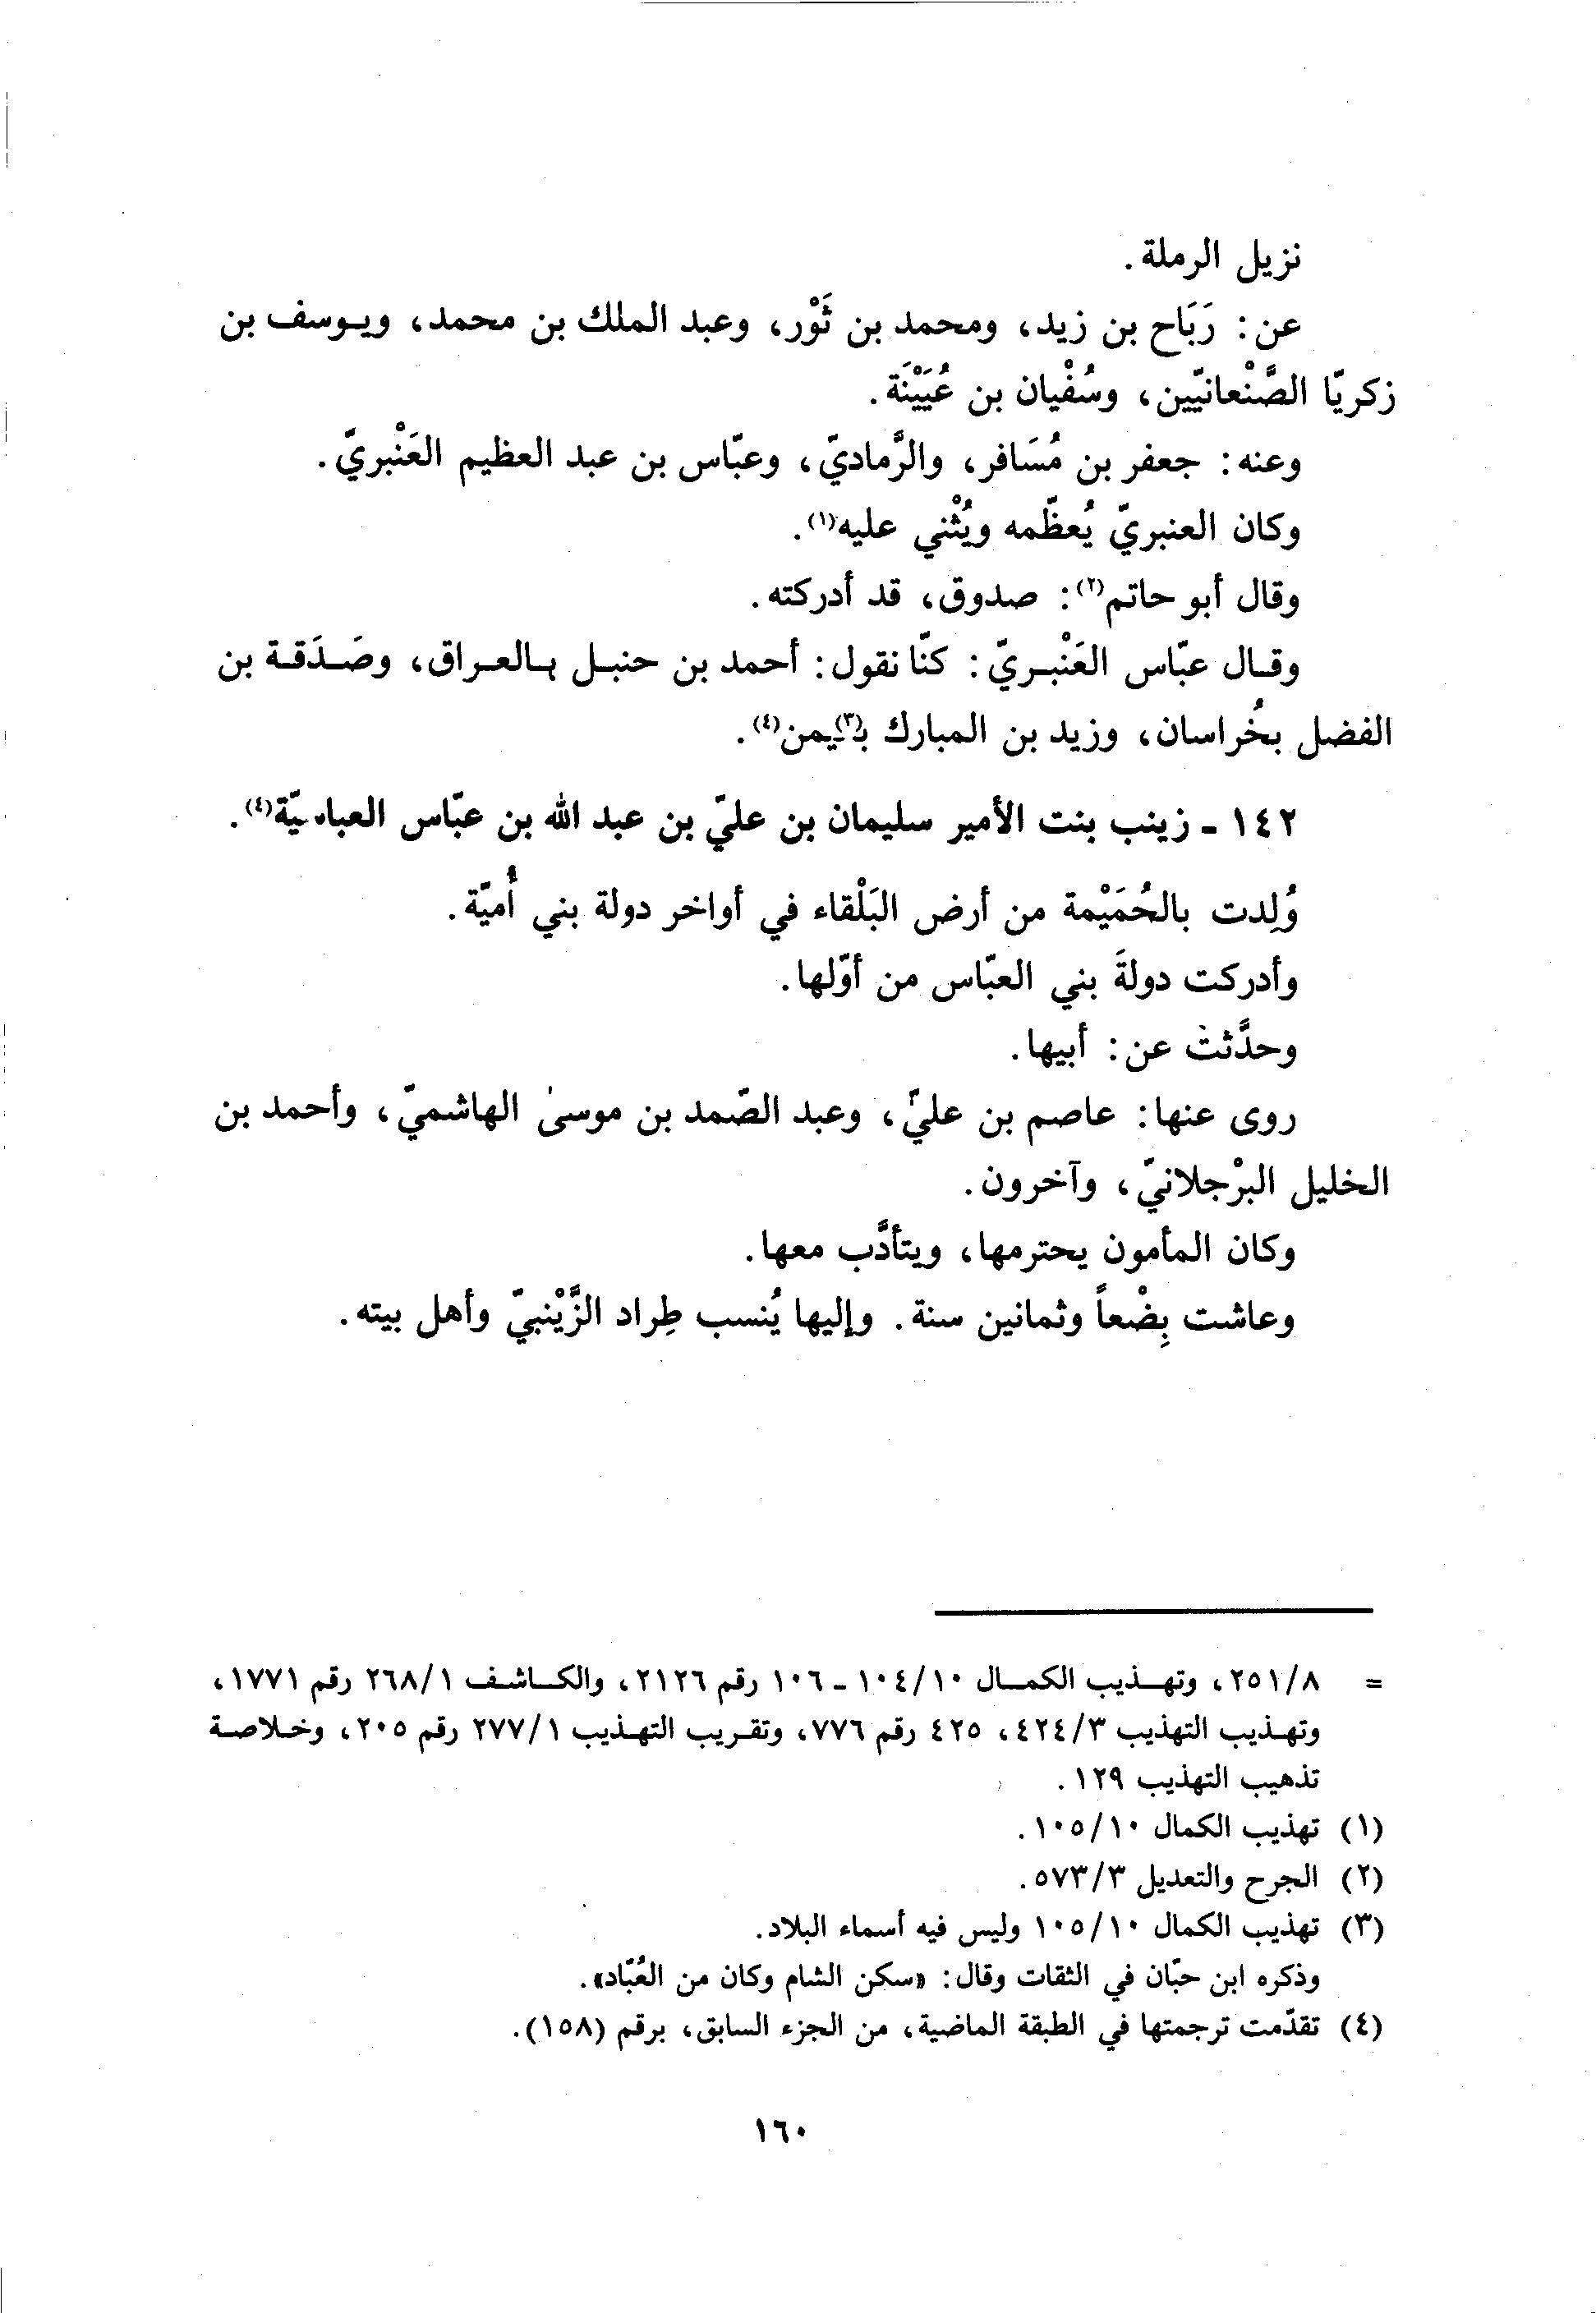 نزيل الرملة.
عن: رَبَاح بن زيد، ومحمد بن ثَوْر، وعبد الملك بن محمد، ويوسف بن
زكريّا الصَّنْعانيّين، وسُفْيان بن عُيَيْنَة.
وعنه: جعفر بن مُسَافر، والرَّماديّ، وعبّاس بن عبد العظيم العَنْبريّ.
وكان العنبريّ يُعظّمه ويُثْني عليه(١).
وقال أبو حاتم(٢): صدوق، قد أدركته.
وقال عبّاس العَنْبريّ: كنّا نقول: أحمد بن حنبل بالعراق، وصَدَقة بن
الفضل بخُراسان، وزيد بن المبارك بـ(٣)ـيمن(٤).
١٤٢ - زينب بنت الأمير سليمان بن عليّ بن عبد الله بن عبّاس العباسيّة(٤).
وُلِدت بالحُمَيْمة من أرض البَلْقاء في أواخر دولة بني أُميّة.
وأدركت دولةَ بني العبّاس من أوّلها.
وحدَّثت عن: أبيها.
روى عنها: عاصم بن عليّ، وعبد الصّمد بن موسىٰ الهاشميّ، وأحمد بن
الخليل البرْجلانيّ، وآخرون.
وكان المأمون يحترمها، ويتأدَّب معها.
وعاشت بِضْعاً وثمانين سنة. وإليها يُنسب طِراد الزَّيْنبيّ وأهل بيته.
= ٢٥١/٨، وتهذيب الكمال ١٠٤/١٠ - ١٠٦ رقم ٢١٢٦، والكاشف ٢٦٨/١ رقم ١٧٧١،
وتهذيب التهذيب ٤٢٤/٣، ٤٢٥ رقم ٧٧٦، وتقريب التهذيب ٢٧٧/١ رقم ٢٠٥، وخلاصة
تذهيب التهذيب ١٢٩.
(١) تهذيب الكمال ١٠٥/١٠.
(٢) الجرح والتعديل ٥٧٣/٣.
(٣) تهذيب الكمال ١٠٥/١٠ وليس فيه أسماء البلاد.
وذكره ابن حبّان في الثقات وقال: «سكن الشام وكان من العُبّاد».
(٤) تقدّمت ترجمتها في الطبقة الماضية، من الجزء السابق، برقم (١٥٨).
١٦٠